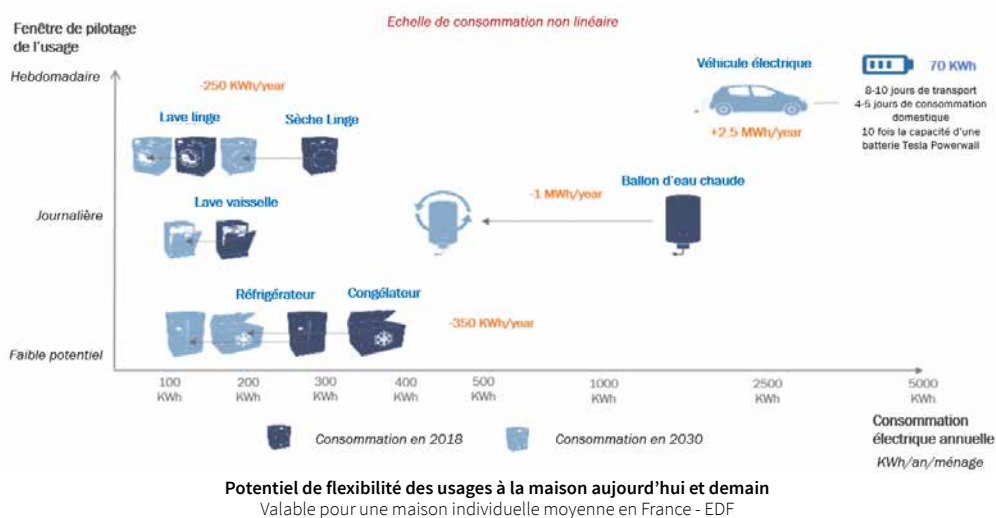 Echelle de consommation non linéaire
Fenêtre de pilotage
de l'usage
Hebdomadaire
-250 KWh/year
Lave linge
Sèche Linge
Véhicule électrique
+2.5 MWh/year
70 KWh
8-10 jours de transport
4-5 jours de consommation
domestique
10 fois la capacité d'une
batterie Tesla Powerwall
Journalière
Lave vaisselle
-1 MWh/year
Ballon d'eau chaude
Réfrigérateur
Congélateur
-350 KWh/year
Faible potentiel
100
KWh
200
KWh
300
KWh
400
KWh
500
KWh
1000
KWh
2500
KWh
5000
KWh
Consommation en 2018
Consommation en 2030
Consommation
électrique annuelle
KWh/an/ménage
Potentiel de flexibilité des usages à la maison aujourd'hui et demain
Valable pour une maison individuelle moyenne en France - EDF